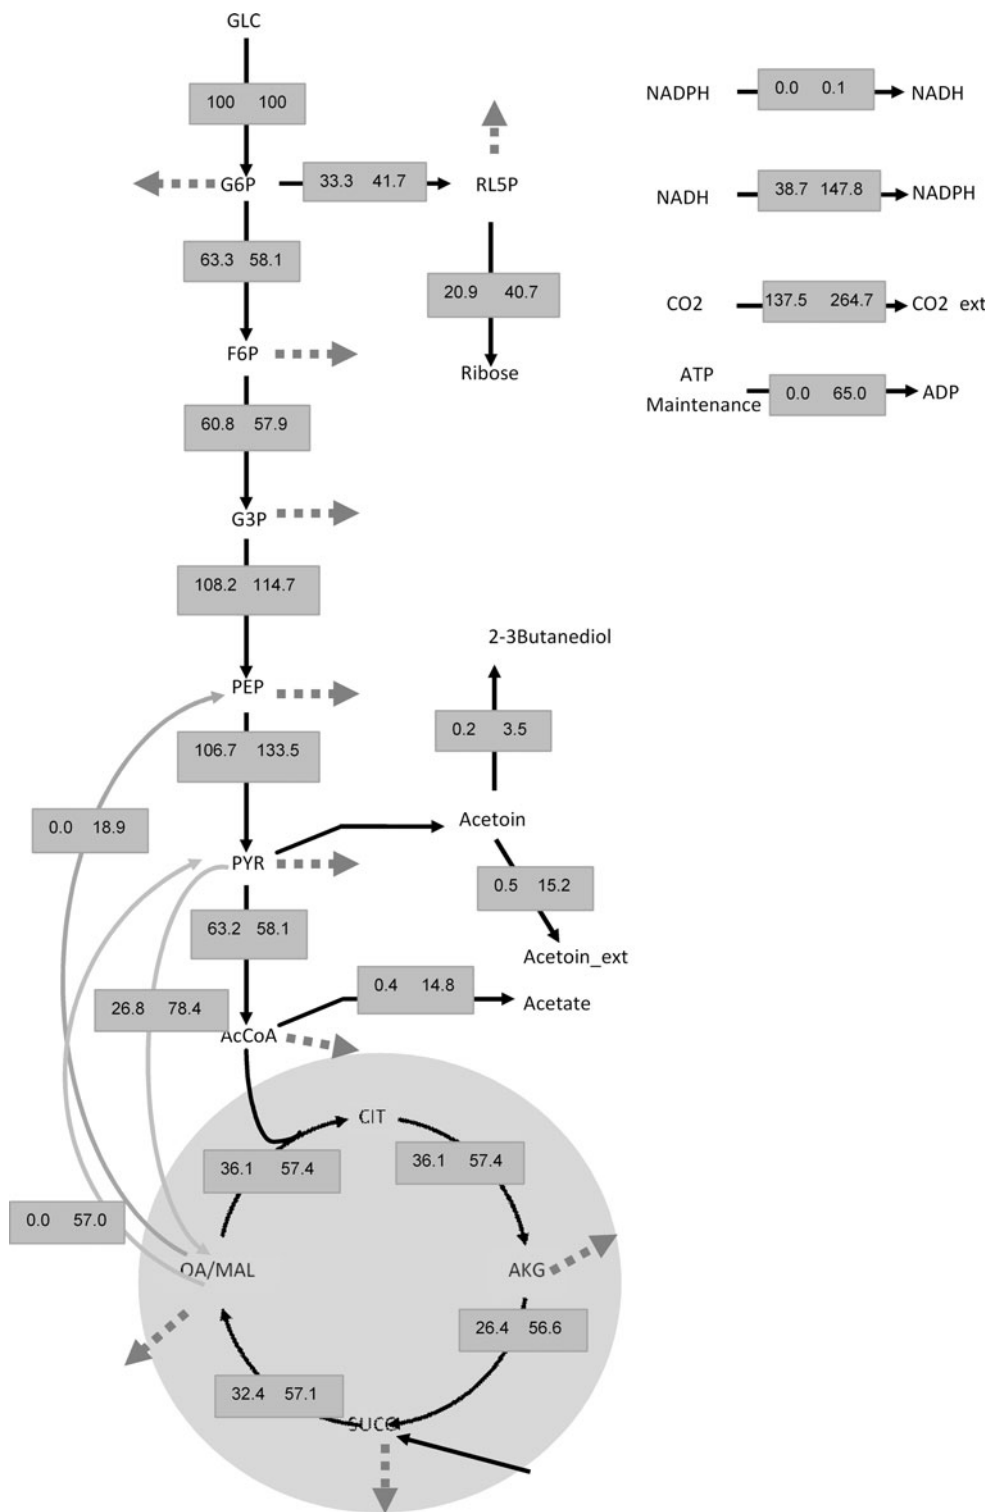 GLC
100 100
G6P
33.3 41.7
RL5P
63.3 58.1
20.9 40.7
F6P
Ribose
60.8 57.9
G3P
108.2 114.7
PEP
106.7 133.5
0.0 18.9
PYR
2-3Butanediol
0.2 3.5
Acetoin
0.5 15.2
Acetoin_ext
63.2 58.1
0.4 14.8
Acetate
26.8 78.4
AcCoA
CIT
36.1 57.4
36.1 57.4
0.0 57.0
OA/MAL
AKG
26.4 56.6
32.4 57.1
SUCC
NADPH
0.0 0.1
NADH
NADH
38.7 147.8
NADPH
CO2
137.5 264.7
CO2 ext
ATP
Maintenance
0.0 65.0
ADP